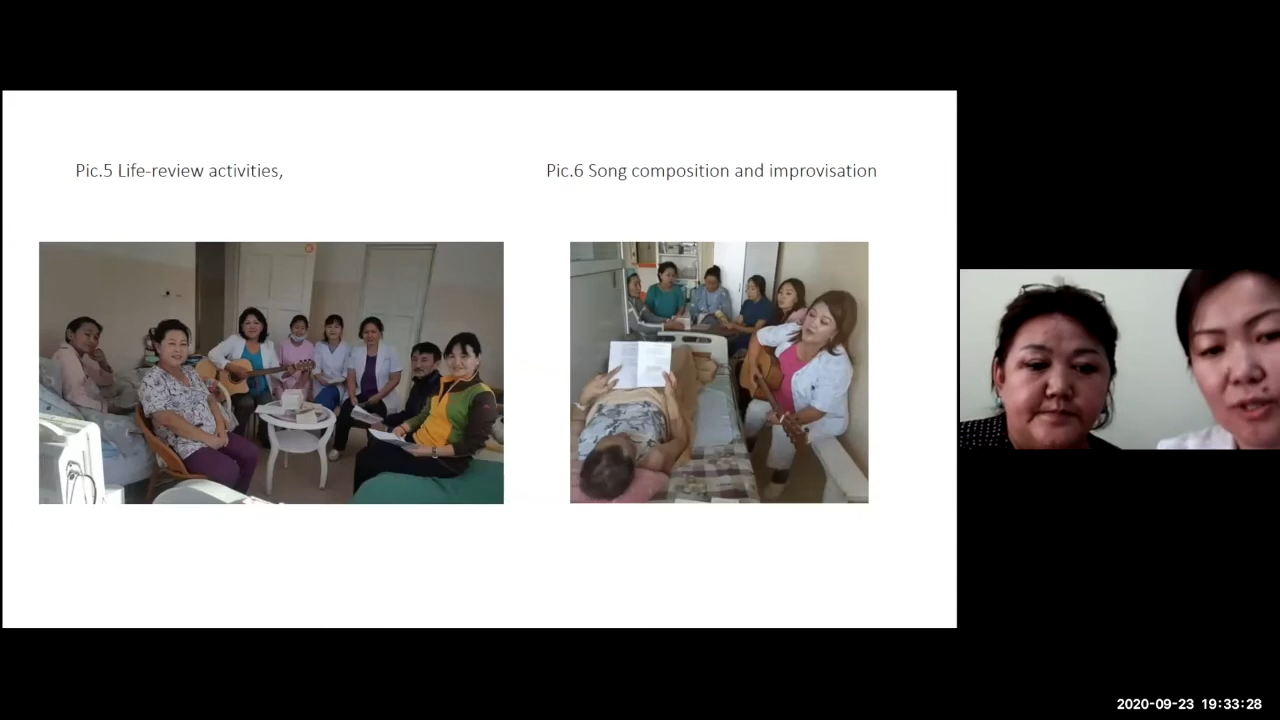 Pic.5 Life-review activities,
Pic.6 Song composition and improvisation
2020-09-23 19:33:28